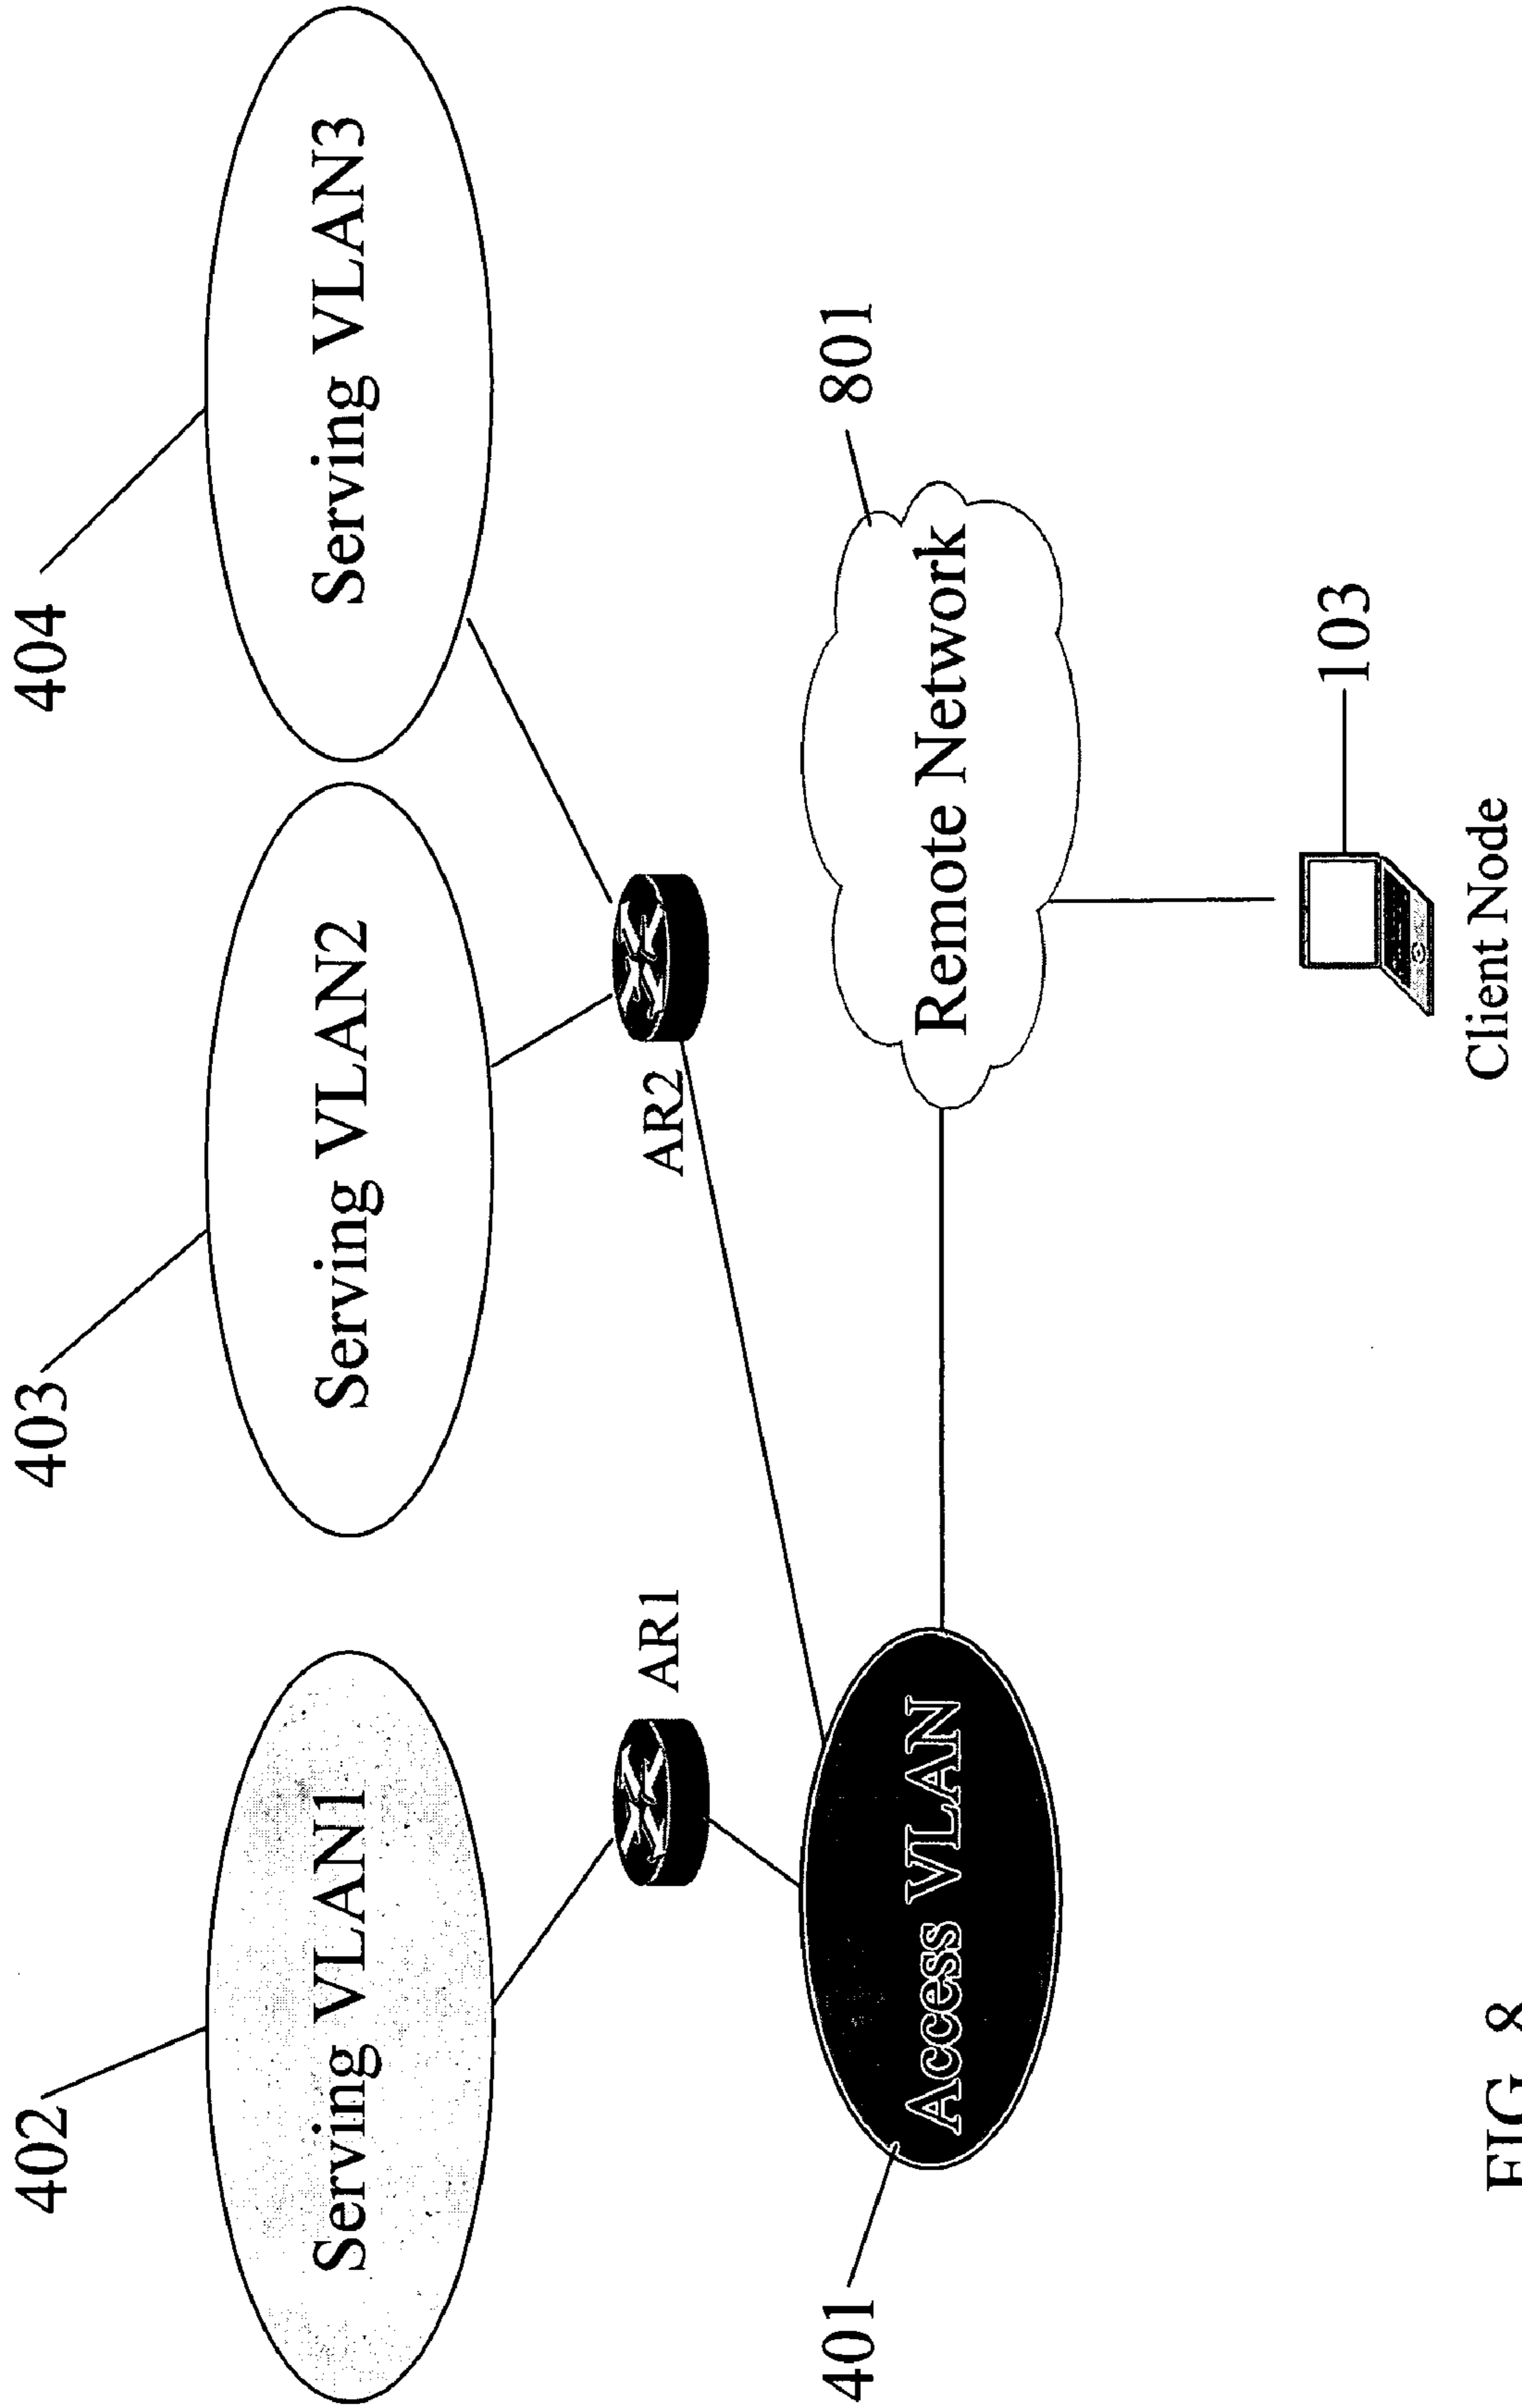 402
403
404
Serving VLAN1
Serving VLAN2
Serving VLAN3
AR1
AR2
401
Access VLAN
Remote Network
801
103
Client Node
FIG. 8